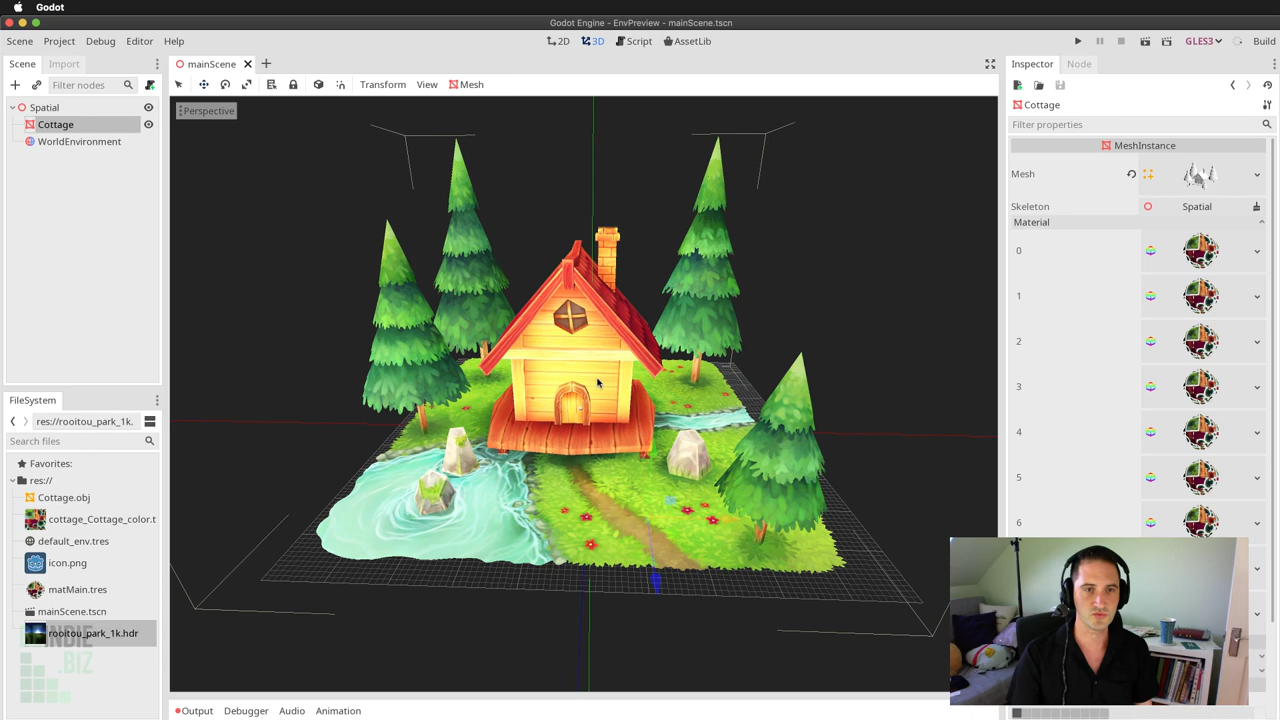 Godot
Godot Engine - EnvPreview - mainScene.tscn
Scene Project Debug Editor Help
2D 3D Script AssetLib
GLES3 Build
Scene Import
mainScene
Inspector Node
Filter nodes
Transform View Mesh
Spatial
Cottage
WorldEnvironment
Perspective
Cottage
Filter properties
MeshInstance
Mesh
Skeleton Spatial
Material
0
1
2
3
4
5
6
FileSystem
res://rooitou_park_1k.
Search files
Favorites:
res://
Cottage.obj
cottage_Cottage_color.t
default_env.tres
icon.png
matMain.tres
mainScene.tscn
rooitou_park_1k.hdr
.BIZ
Output Debugger Audio Animation